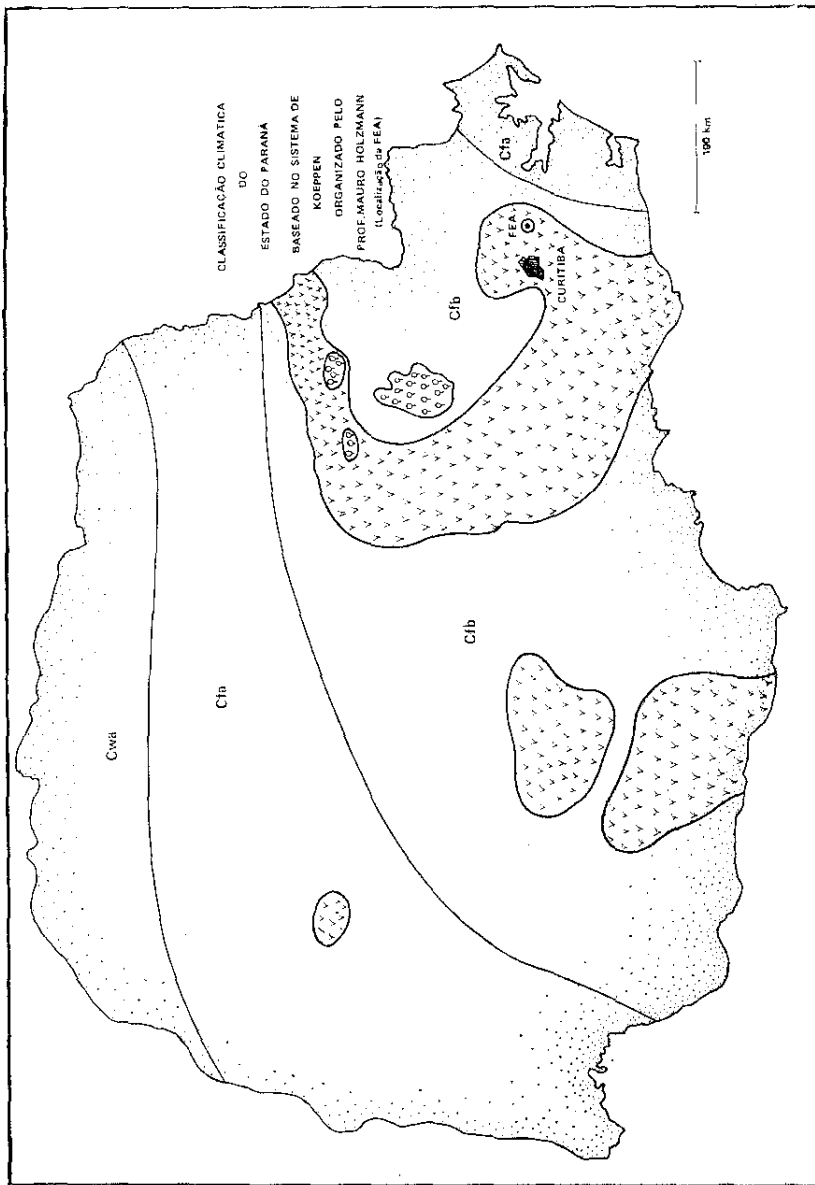 CLASSIFICAÇÃO CLIMATICA
DO
ESTADO DO PARANÁ
BASEADO NO SISTEMA DE
KOEPPEN
ORGANIZADO PELO
PROF. MAURO HOLZMANN
(Localização da FEA)
Cwa
Cfa
Cfb
Cfb
Cfa
FEA
CURITIBA
100 km